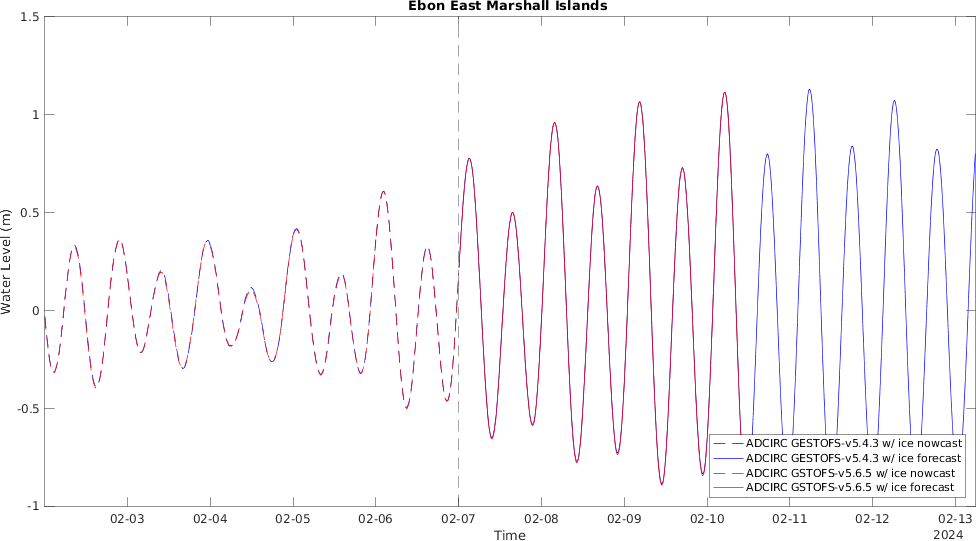 Ebon East Marshall Islands
1.5
1
0.5
0
-0.5
-1
Water Level (m)
ADCIRC GESTOFS-v5.4.3 w/ ice nowcast
ADCIRC GESTOFS-v5.4.3 w/ ice forecast
ADCIRC GSTOFS-v5.6.5 w/ ice nowcast
ADCIRC GSTOFS-v5.6.5 w/ ice forecast
02-03 02-04 02-05 02-06 02-07 02-08 02-09 02-10 02-11 02-12 02-13
Time
2024